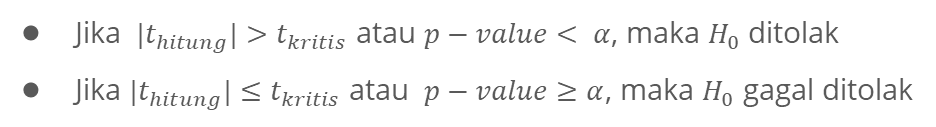 ● Jika |t_hitung| > t_kritis atau p − value < α, maka H₀ ditolak
● Jika |t_hitung| ≤ t_kritis atau p − value ≥ α, maka H₀ gagal ditolak